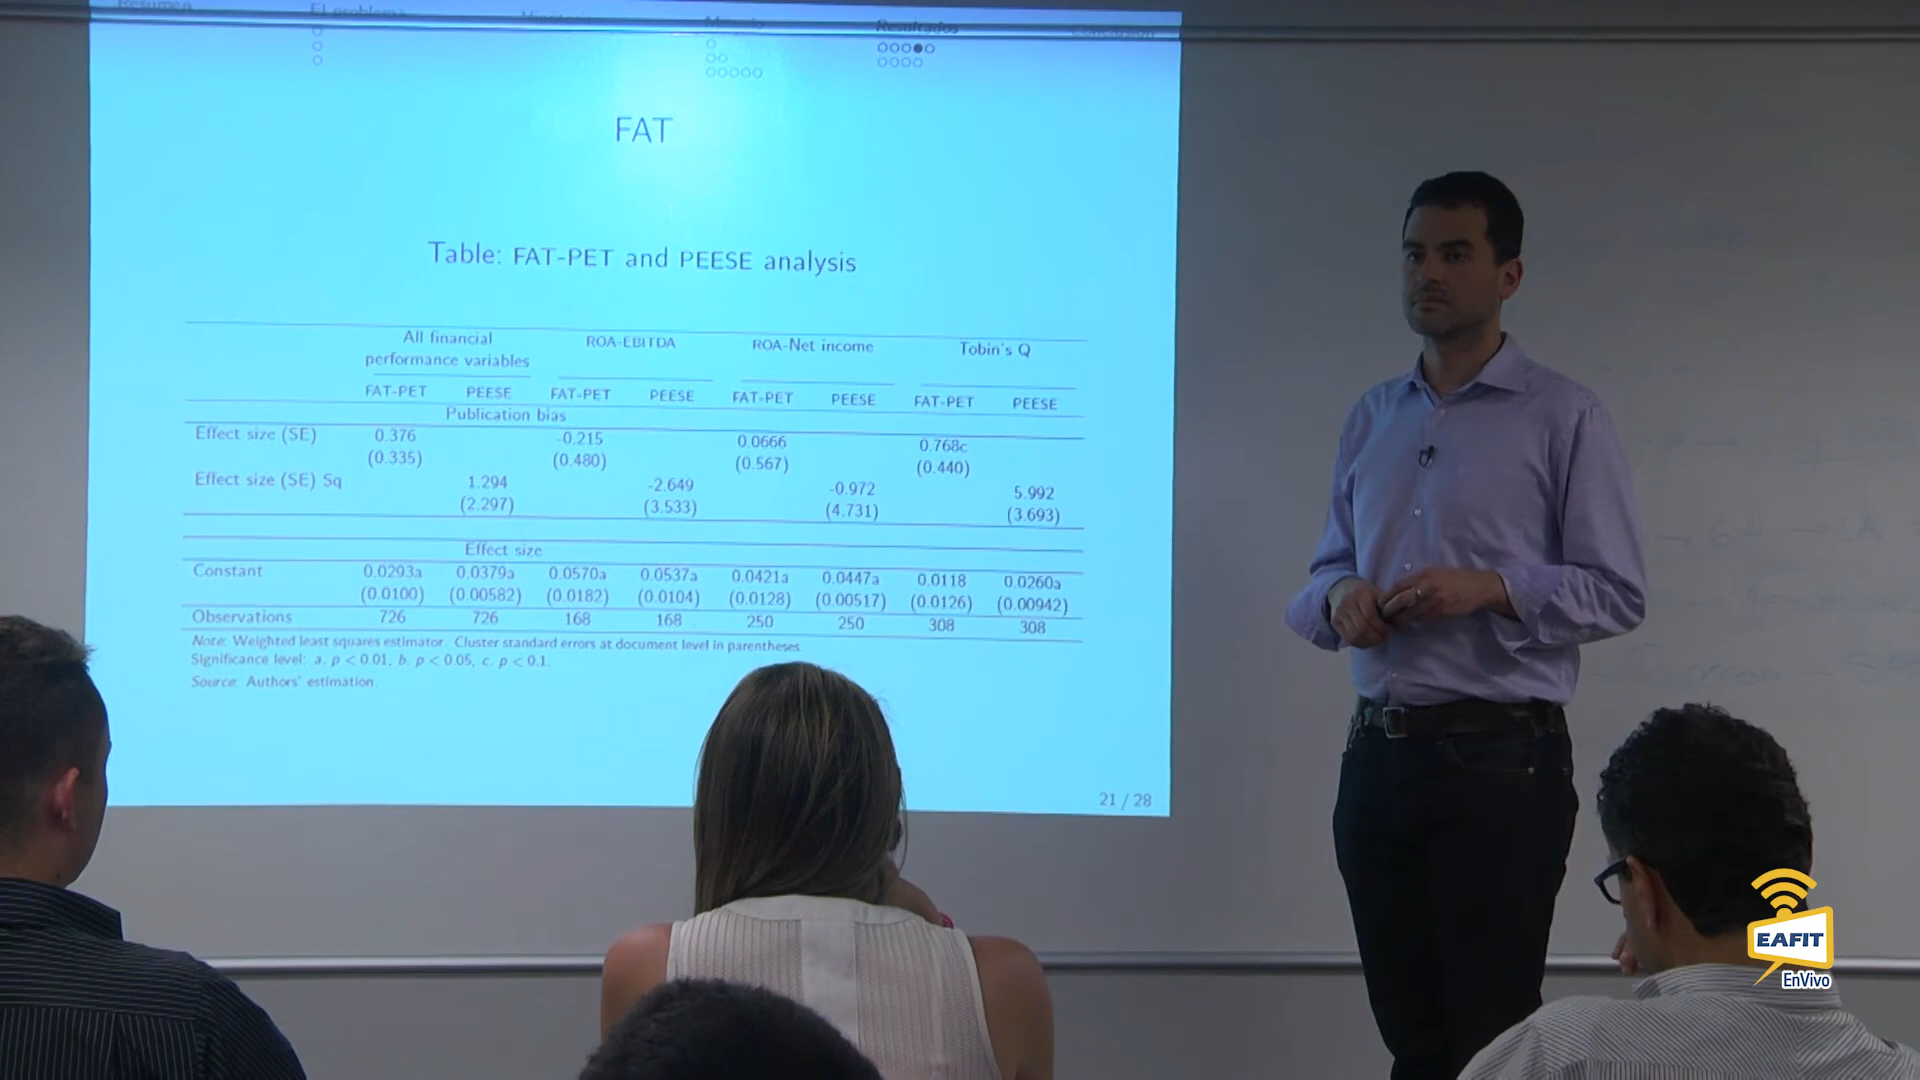 Resumen El problema Hipótesis Método Resultados Conclusión
FAT
Table: FAT-PET and PEESE analysis
All financial performance variables ROA-EBITDA ROA-Net income Tobin's Q
FAT-PET PEESE FAT-PET PEESE FAT-PET PEESE FAT-PET PEESE
Publication bias
Effect size (SE) 0.376 -0.215 0.0666 0.768c
(0.335) (0.480) (0.567) (0.440)
Effect size (SE) Sq 1.294 -2.649 -0.972 5.992
(2.297) (3.533) (4.731) (3.693)
Effect size
Constant 0.0293a 0.0379a 0.0570a 0.0537a 0.0421a 0.0447a 0.0118 0.0260a
(0.0100) (0.00582) (0.0182) (0.0104) (0.0128) (0.00517) (0.0126) (0.00942)
Observations 726 726 168 168 250 250 308 308
Note: Weighted least squares estimator. Cluster standard errors at document level in parentheses
Significance level: a. p < 0.01, b. p < 0.05, c. p < 0.1.
Source: Authors' estimation
21 / 28
EAFIT
EnVivo